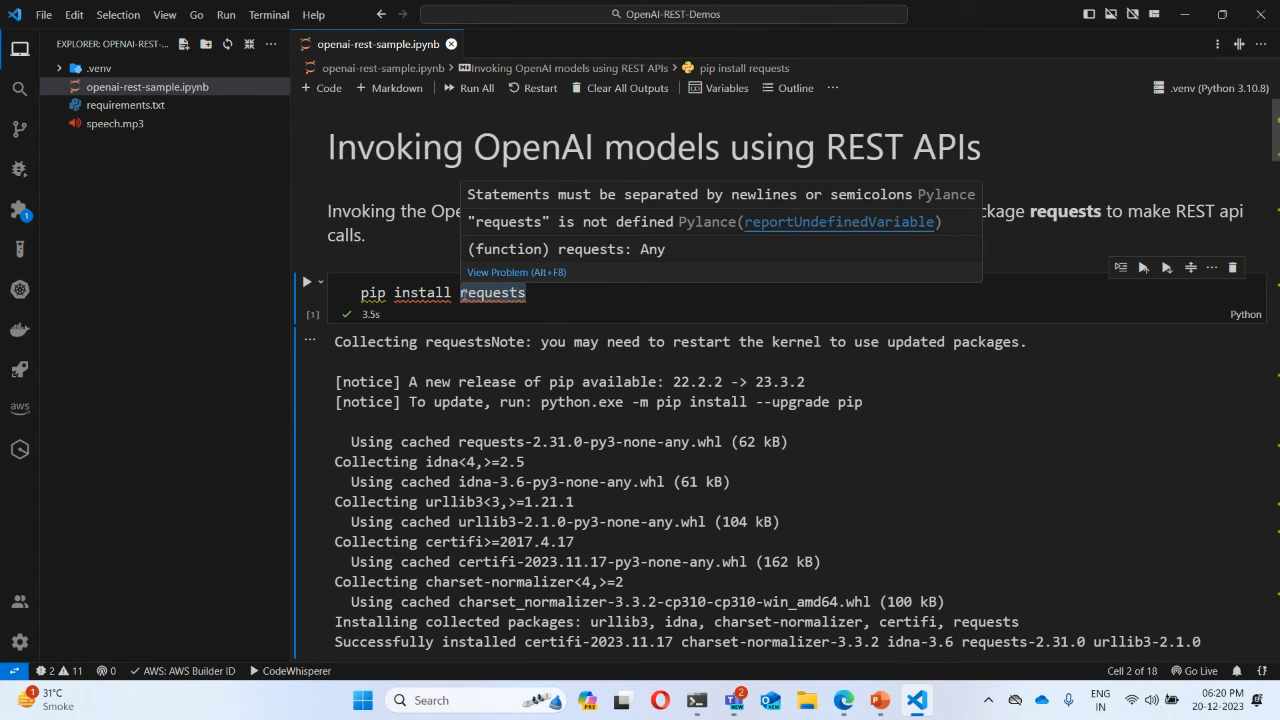 File Edit Selection View Go Run Terminal Help
OpenAI-REST-Demos
EXPLORER: OPENAI-REST-...
.venv
openai-rest-sample.ipynb
requirements.txt
speech.mp3
1
openai-rest-sample.ipynb
openai-rest-sample.ipynb > Invoking OpenAI models using REST APIs > pip install requests
+ Code + Markdown Run All Restart Clear All Outputs Variables Outline ...
.venv (Python 3.10.8)
Invoking OpenAI models using REST APIs
Invoking the Ope
ckage requests to make REST api
calls.
Statements must be separated by newlines or semicolons Pylance
"requests" is not defined Pylance(reportUndefinedVariable)
(function) requests: Any
View Problem (Alt+F8)
pip install requests
[1] 3.5s Python
Collecting requestsNote: you may need to restart the kernel to use updated packages.
[notice] A new release of pip available: 22.2.2 -> 23.3.2
[notice] To update, run: python.exe -m pip install --upgrade pip
Using cached requests-2.31.0-py3-none-any.whl (62 kB)
Collecting idna<4,>=2.5
Using cached idna-3.6-py3-none-any.whl (61 kB)
Collecting urllib3<3,>=1.21.1
Using cached urllib3-2.1.0-py3-none-any.whl (104 kB)
Collecting certifi>=2017.4.17
Using cached certifi-2023.11.17-py3-none-any.whl (162 kB)
Collecting charset-normalizer<4,>=2
Using cached charset_normalizer-3.3.2-cp310-cp310-win_amd64.whl (100 kB)
Installing collected packages: urllib3, idna, charset-normalizer, certifi, requests
Successfully installed certifi-2023.11.17 charset-normalizer-3.3.2 idna-3.6 requests-2.31.0 urllib3-2.1.0
aws
2 11 0 AWS: AWS Builder ID CodeWhisperer Cell 2 of 18 Go Live
1
31°C
Smoke
Search
PRE
NEW
2
NEW
ENG
IN
06:20 PM
20-12-2023